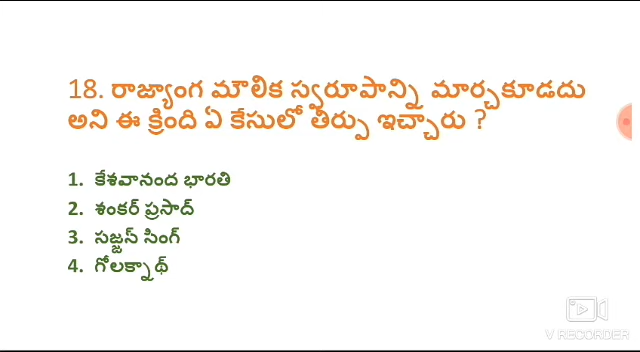 18. రాజ్యాంగ మౌలిక స్వరూపాన్ని మార్చకూడదు
అని ఈ క్రింది ఏ కేసులో తీర్పు ఇచ్చారు ?
1. కేశవానంద భారతి
2. శంకర్ ప్రసాద్
3. సజ్జన్ సింగ్
4. గోలక్నాథ్
V RECORDER